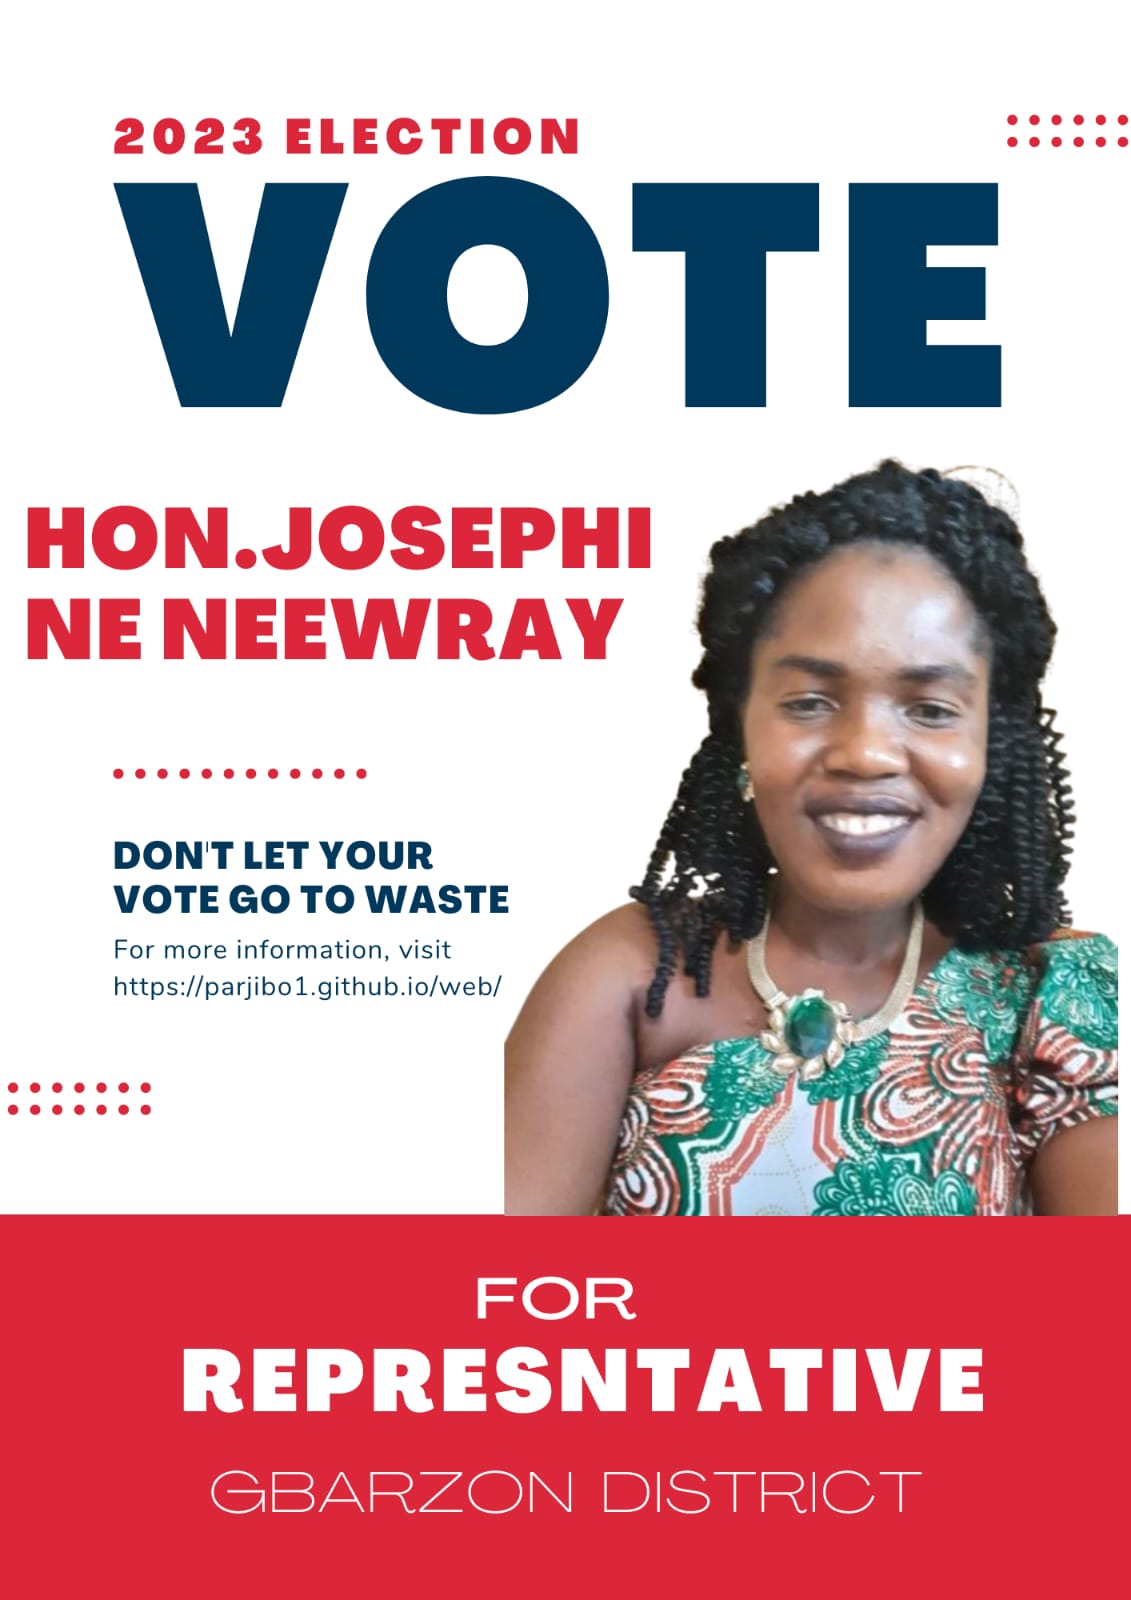 2023 ELECTION
VOTE
HON.JOSEPHI
NE NEEWRAY
DON'T LET YOUR
VOTE GO TO WASTE
For more information, visit
https://parjibo1.github.io/web/
FOR
REPRESNTATIVE
GBARZON DISTRICT